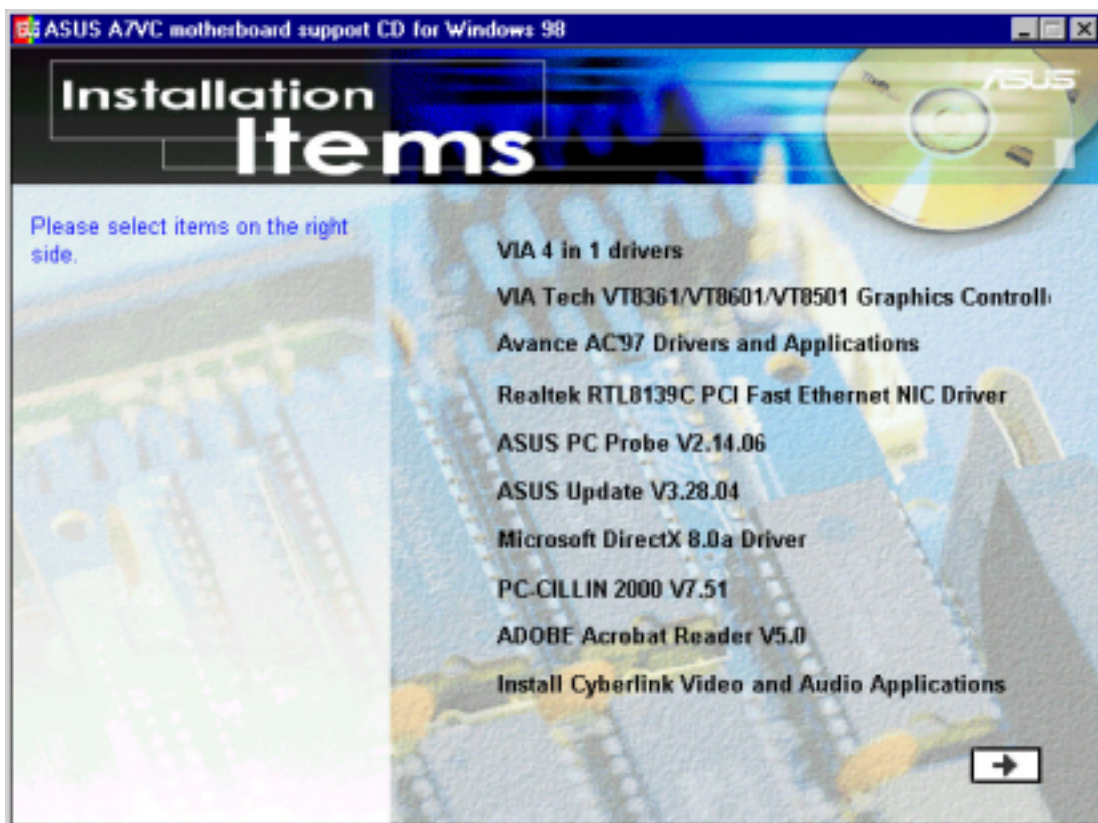 ASUS A7VC motherboard support CD for Windows 98
Installation
Items
ASUS
Please select items on the right
side.
VIA 4 in 1 drivers
VIA Tech VT8361/VT8601/VT8501 Graphics Controll
Avance AC'97 Drivers and Applications
Realtek RTL8139C PCI Fast Ethernet NIC Driver
ASUS PC Probe V2.14.06
ASUS Update V3.28.04
Microsoft DirectX 8.0a Driver
PC-CILLIN 2000 V7.51
ADOBE Acrobat Reader V5.0
Install Cyberlink Video and Audio Applications